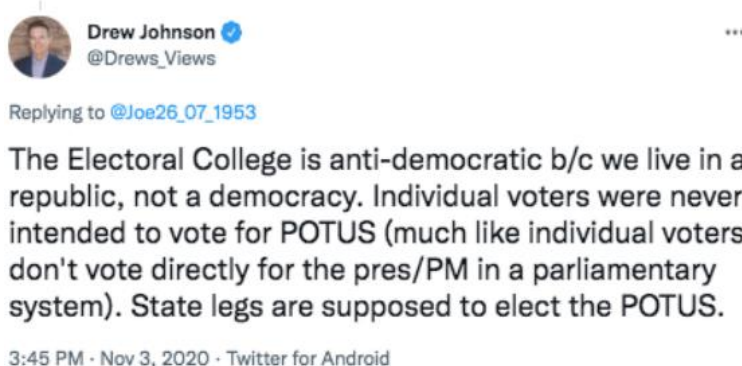 Drew Johnson
@Drews_Views
Replying to @Joe26_07_1953
The Electoral College is anti-democratic b/c we live in a
republic, not a democracy. Individual voters were never
intended to vote for POTUS (much like individual voters
don't vote directly for the pres/PM in a parliamentary
system). State legs are supposed to elect the POTUS.
3:45 PM · Nov 3, 2020 · Twitter for Android